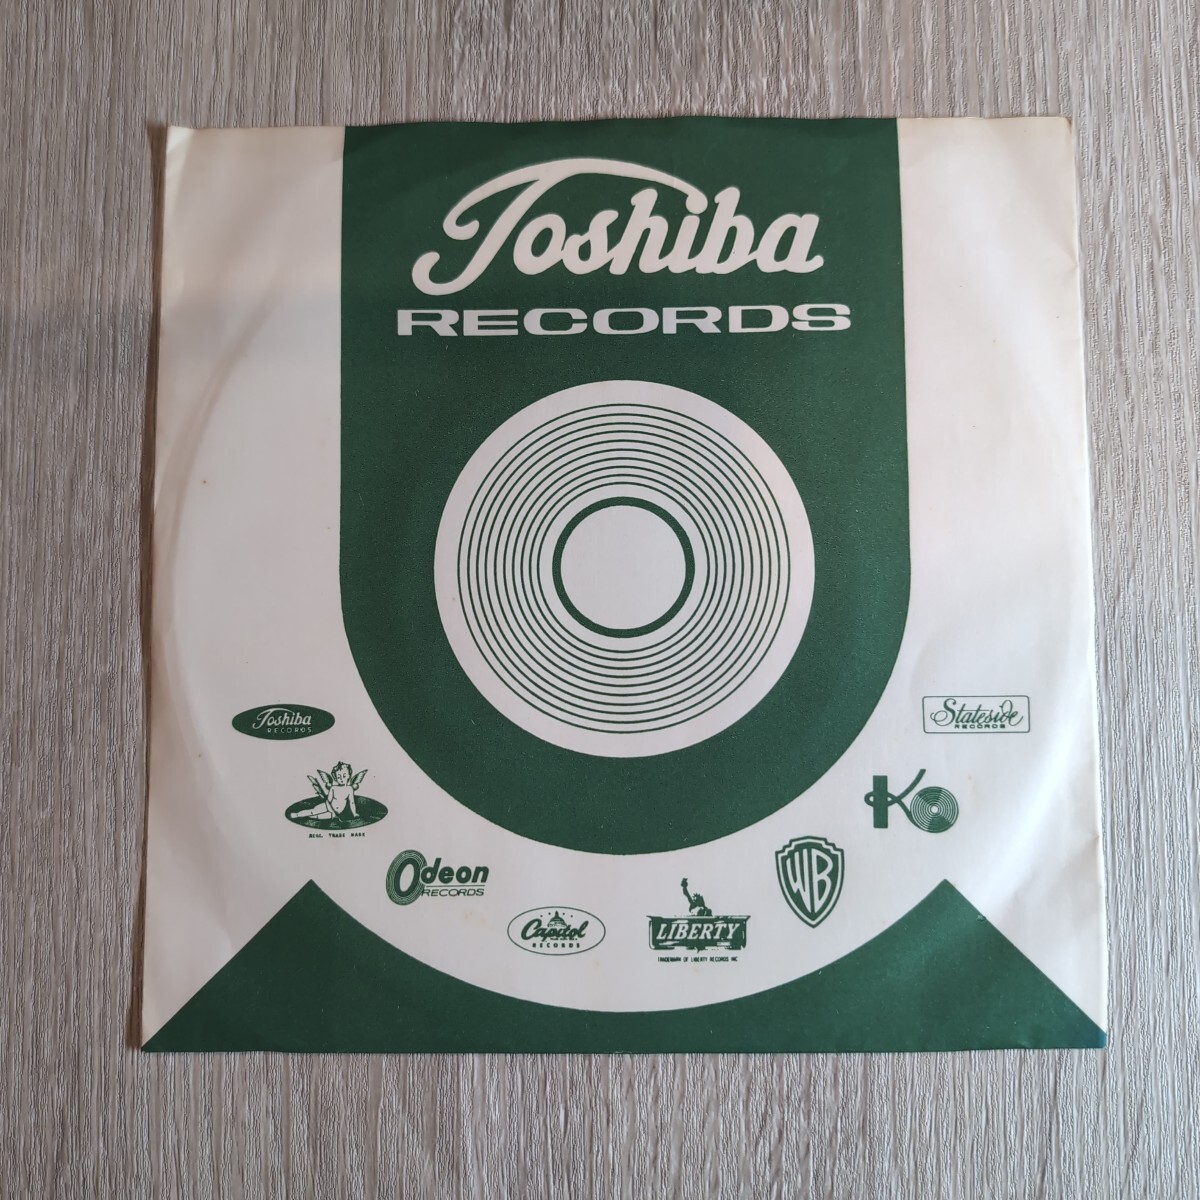 Toshiba
RECORDS
Toshiba
RECORDS
REG. TRADE MARK
Odeon
RECORDS
Capitol
RECORDS
LIBERTY
TRADEMARK OF LIBERTY RECORDS INC
WB
K
Stateside
RECORDS